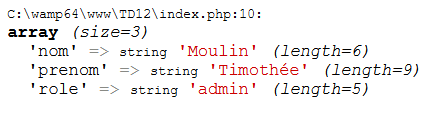 C:\wamp64\www\TD12\index.php:10:
array (size=3)
'nom' => string 'Moulin' (length=6)
'prenom' => string 'Timothée' (length=9)
'role' => string 'admin' (length=5)